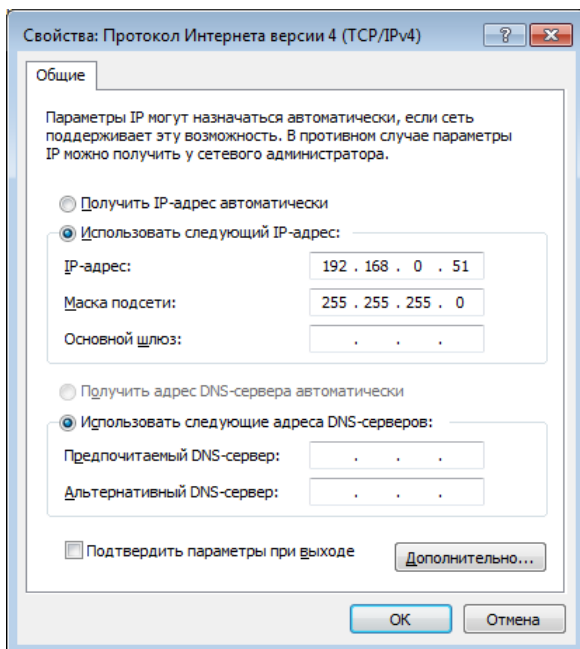 Свойства: Протокол Интернета версии 4 (TCP/IPv4)
Общие
Параметры IP могут назначаться автоматически, если сеть
поддерживает эту возможность. В противном случае параметры
IP можно получить у сетевого администратора.
Получить IP-адрес автоматически
Использовать следующий IP-адрес:
IP-адрес: 192 . 168 . 0 . 51
Маска подсети: 255 . 255 . 255 . 0
Основной шлюз: . . .
Получить адрес DNS-сервера автоматически
Использовать следующие адреса DNS-серверов:
Предпочитаемый DNS-сервер: . . .
Альтернативный DNS-сервер: . . .
Подтвердить параметры при выходе
Дополнительно...
ОК Отмена